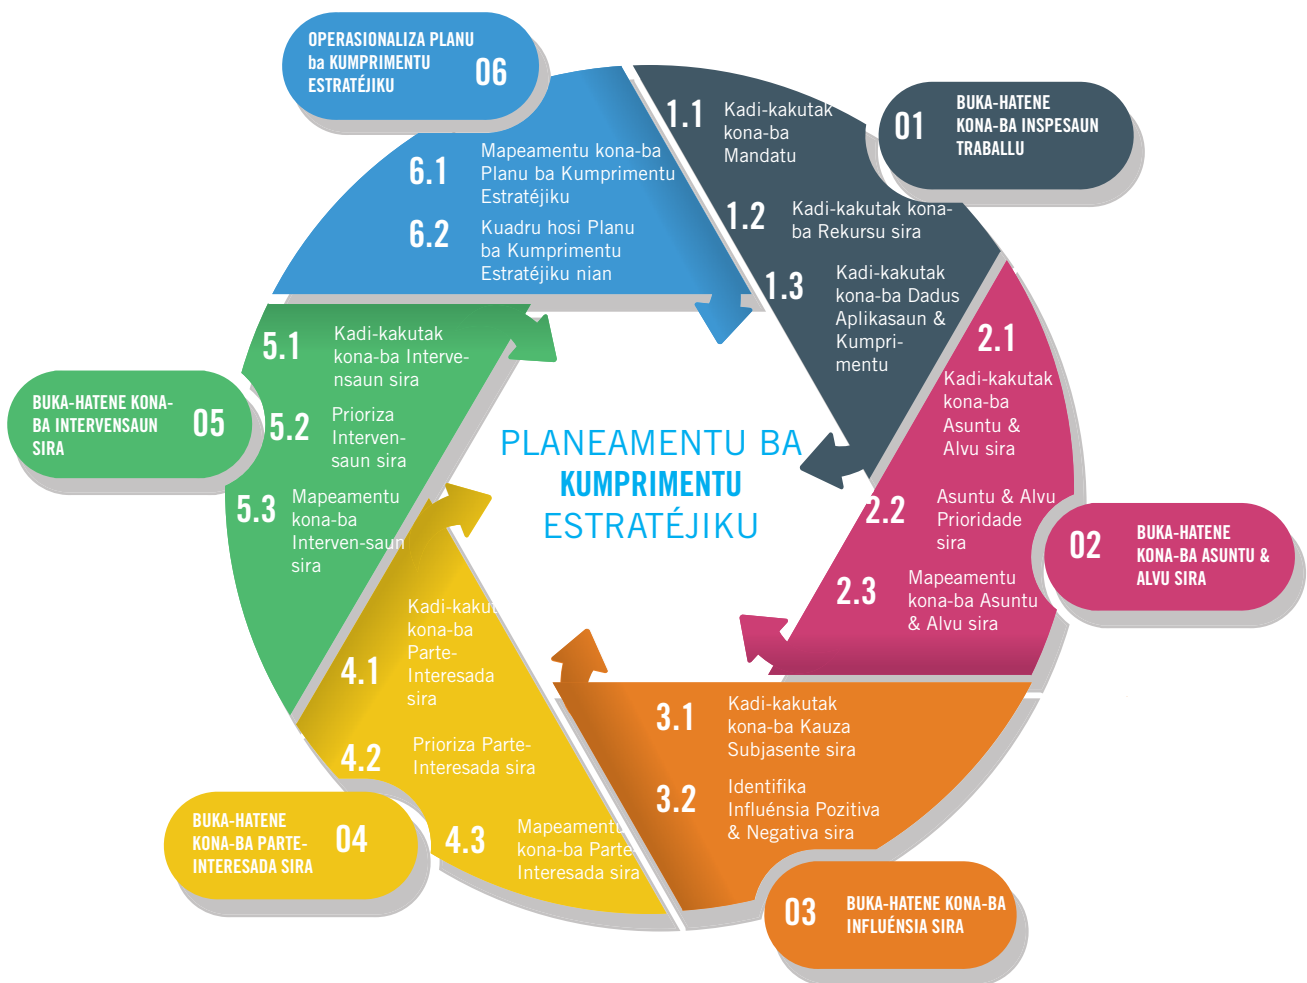 PLANEAMENTU BA
KUMPRIMENTU
ESTRATÉJIKU
01
BUKA-HATENE
KONA-BA INSPESAUN
TRABALLU
1.1
Kadi-kakutak
kona-ba
Mandatu
1.2
Kadi-kakutak kona-
ba Rekursu sira
1.3
Kadi-kakutak
kona-ba Dadus
Aplikasaun &
Kumpri-
mentu
02
BUKA-HATENE
KONA-BA ASUNTU &
ALVU SIRA
2.1
Kadi-kakutak
kona-ba
Asuntu &
Alvu sira
2.2
Asuntu & Alvu
Prioridade
sira
2.3
Mapeamentu
kona-ba Asuntu
& Alvu sira
03
BUKA-HATENE KONA-BA
INFLUÉNSIA SIRA
3.1
Kadi-kakutak
kona-ba Kauza
Subjasente sira
3.2
Identifika
Influénsia Pozitiva
& Negativa sira
BUKA-HATENE
KONA-BA PARTE-
INTERESADA SIRA
04
4.1
Kadi-kakut
kona-ba
Parte-
Interesada
sira
4.2
Prioriza Parte-
Interesada sira
4.3
Mapeamentu
kona-ba Parte-
Interesada sira
BUKA-HATENE KONA-
BA INTERVENSAUN
SIRA
05
5.1
Kadi-kakutak
kona-ba Interve-
nsaun sira
5.2
Prioriza
Interven-
saun sira
5.3
Mapeamentu
kona-ba
Interven-saun
sira
OPERASIONALIZA PLANU
ba KUMPRIMENTU
ESTRATÉJIKU
06
6.1
Mapeamentu kona-ba
Planu ba Kumprimentu
Estratéjiku
6.2
Kuadru hosi Planu
ba Kumprimentu
Estratéjiku nian